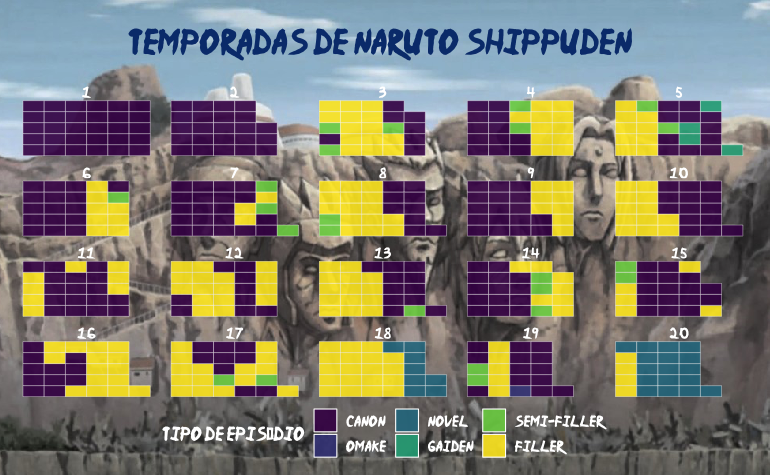 TEMPORADAS DE NARUTO SHIPPUDEN
1 2 3 4 5
6 7 8 9 10
11 12 13 14 15
16 17 18 19 20
TIPO DE EPISODIO
CANON NOVEL SEMI-FILLER
OMAKE GAIDEN FILLER